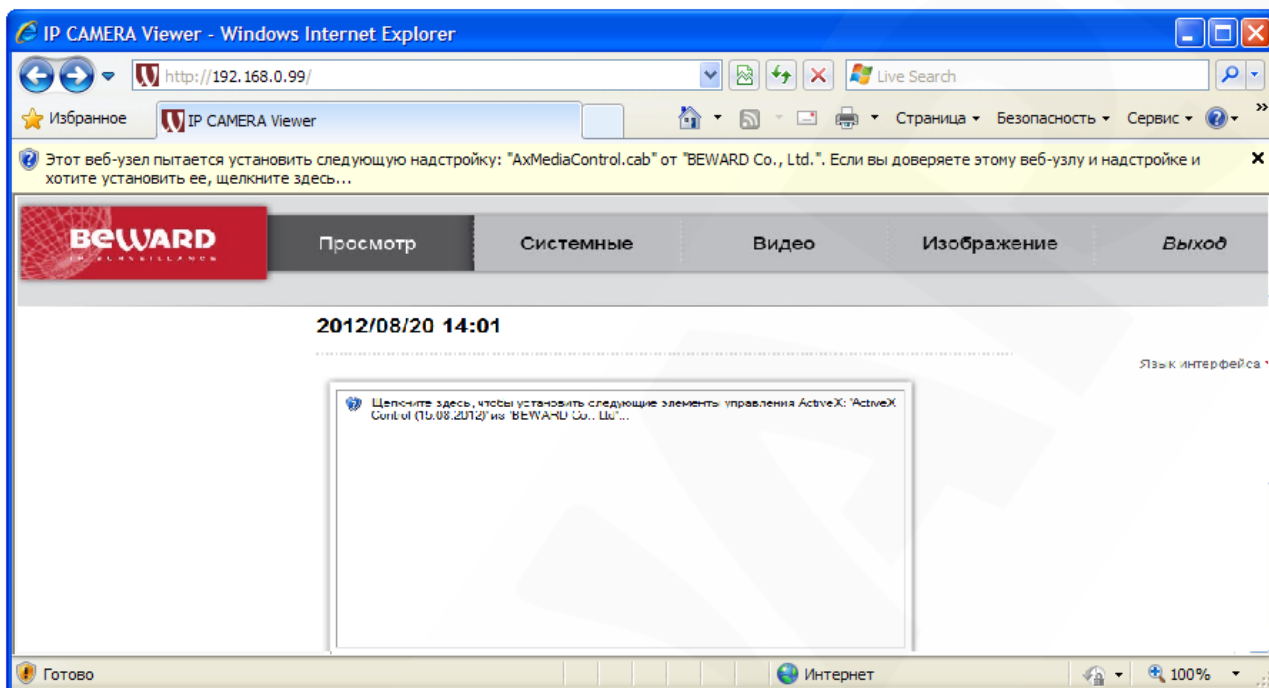 IP CAMERA Viewer - Windows Internet Explorer
http://192.168.0.99/
Live Search
Избранное
IP CAMERA Viewer
Страница
Безопасность
Сервис
Этот веб-узел пытается установить следующую надстройку: "AxMediaControl.cab" от "BEWARD Co., Ltd.". Если вы доверяете этому веб-узлу и надстройке и
хотите установить ее, щелкните здесь...
BEWARD
IP SURVEILLANCE
Просмотр
Системные
Видео
Изображение
Выход
2012/08/20 14:01
Язык интерфейса
Щелкните здесь, чтобы установить следующие элементы управления ActiveX: "ActiveX
Control (15.08.2012)" из "BEWARD Co., Ltd"...
Готово
Интернет
100%